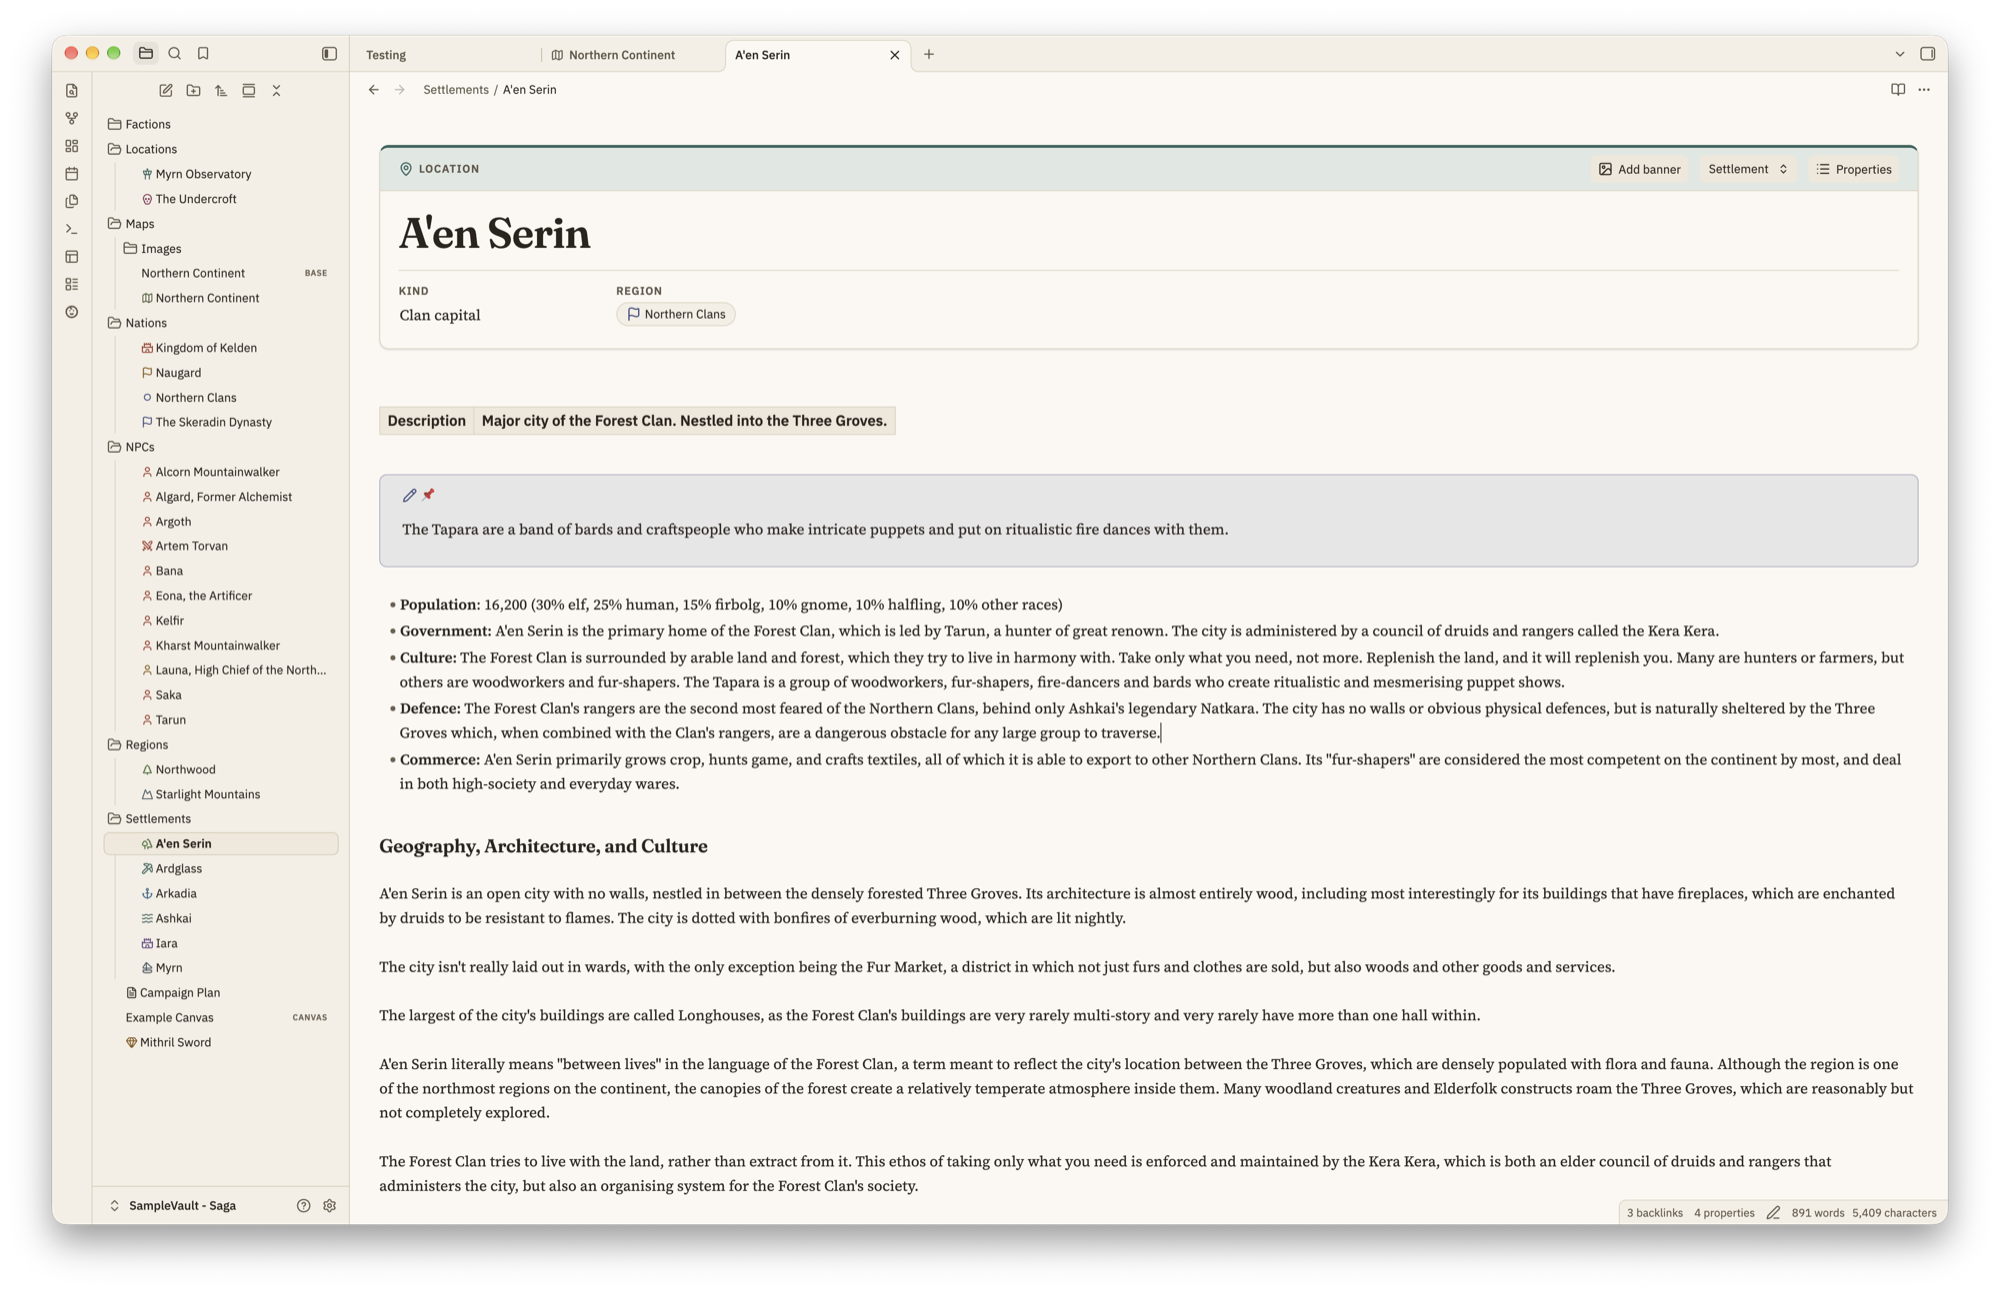 Testing
Northern Continent
A'en Serin
Settlements / A'en Serin
Factions
Locations
Myrn Observatory
The Undercroft
Maps
Images
Northern Continent BASE
Northern Continent
Nations
Kingdom of Kelden
Naugard
Northern Clans
The Skeradin Dynasty
NPCs
Alcorn Mountainwalker
Algard, Former Alchemist
Argoth
Artem Torvan
Bana
Eona, the Artificer
Kelfir
Kharst Mountainwalker
Launa, High Chief of the North...
Saka
Tarun
Regions
Northwood
Starlight Mountains
Settlements
A'en Serin
Ardglass
Arkadia
Ashkai
Iara
Myrn
Campaign Plan
Example Canvas CANVAS
Mithril Sword
SampleVault - Saga
LOCATION
Add banner
Settlement
Properties
A'en Serin
KIND
Clan capital
REGION
Northern Clans
Description Major city of the Forest Clan. Nestled into the Three Groves.
The Tapara are a band of bards and craftspeople who make intricate puppets and put on ritualistic fire dances with them.
• Population: 16,200 (30% elf, 25% human, 15% firbolg, 10% gnome, 10% halfling, 10% other races)
• Government: A'en Serin is the primary home of the Forest Clan, which is led by Tarun, a hunter of great renown. The city is administered by a council of druids and rangers called the Kera Kera.
• Culture: The Forest Clan is surrounded by arable land and forest, which they try to live in harmony with. Take only what you need, not more. Replenish the land, and it will replenish you. Many are hunters or farmers, but
others are woodworkers and fur-shapers. The Tapara is a group of woodworkers, fur-shapers, fire-dancers and bards who create ritualistic and mesmerising puppet shows.
• Defence: The Forest Clan's rangers are the second most feared of the Northern Clans, behind only Ashkai's legendary Natkara. The city has no walls or obvious physical defences, but is naturally sheltered by the Three
Groves which, when combined with the Clan's rangers, are a dangerous obstacle for any large group to traverse.
• Commerce: A'en Serin primarily grows crop, hunts game, and crafts textiles, all of which it is able to export to other Northern Clans. Its "fur-shapers" are considered the most competent on the continent by most, and deal
in both high-society and everyday wares.
Geography, Architecture, and Culture
A'en Serin is an open city with no walls, nestled in between the densely forested Three Groves. Its architecture is almost entirely wood, including most interestingly for its buildings that have fireplaces, which are enchanted
by druids to be resistant to flames. The city is dotted with bonfires of everburning wood, which are lit nightly.
The city isn't really laid out in wards, with the only exception being the Fur Market, a district in which not just furs and clothes are sold, but also woods and other goods and services.
The largest of the city's buildings are called Longhouses, as the Forest Clan's buildings are very rarely multi-story and very rarely have more than one hall within.
A'en Serin literally means "between lives" in the language of the Forest Clan, a term meant to reflect the city's location between the Three Groves, which are densely populated with flora and fauna. Although the region is one
of the northmost regions on the continent, the canopies of the forest create a relatively temperate atmosphere inside them. Many woodland creatures and Elderfolk constructs roam the Three Groves, which are reasonably but
not completely explored.
The Forest Clan tries to live with the land, rather than extract from it. This ethos of taking only what you need is enforced and maintained by the Kera Kera, which is both an elder council of druids and rangers that
administers the city, but also an organising system for the Forest Clan's society.
3 backlinks 4 properties 891 words 5,409 characters